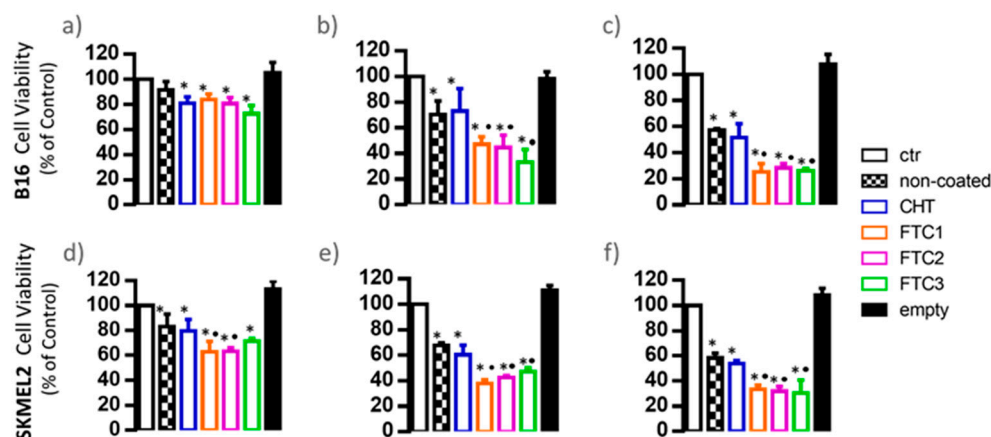 a) b) c)
B16 Cell Viability
(% of Control)
120 120 120
100 100 100
80 80 80
60 60 60
40 40 40
20 20 20
0 0 0
* * * * *
* * *• *• *•
* * *• *• *•
ctr
non-coated
CHT
FTC1
FTC2
FTC3
empty
d) e) f)
SKMEL2 Cell Viability
(% of Control)
120 120 120
100 100 100
80 80 80
60 60 60
40 40 40
20 20 20
0 0 0
* * *• *• *
* * *• *• *•
* * *• *• *•